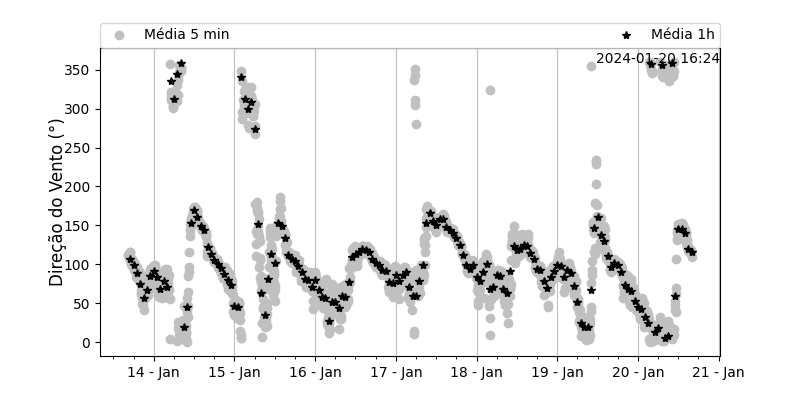 Média 5 min
Média 1h
2024-01-20 16:24
Direção do Vento (°)
350
300
250
200
150
100
50
0
14 - Jan
15 - Jan
16 - Jan
17 - Jan
18 - Jan
19 - Jan
20 - Jan
21 - Jan